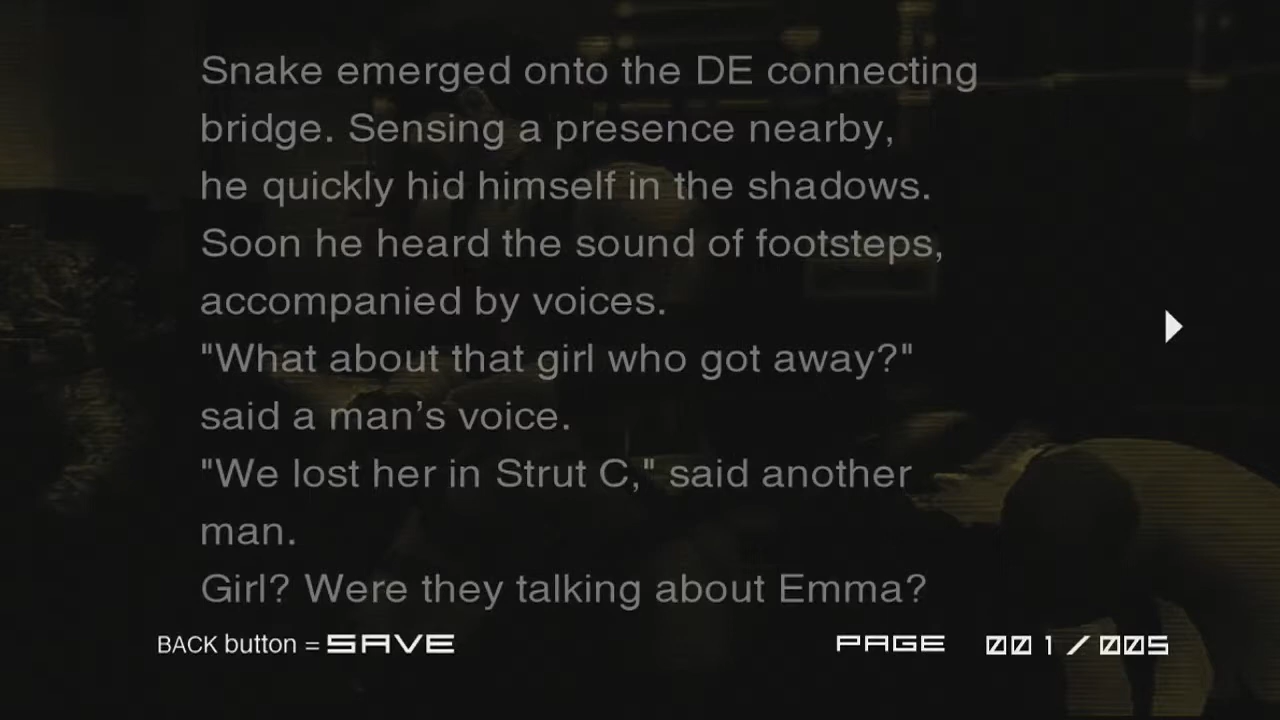 Snake emerged onto the DE connecting
bridge. Sensing a presence nearby,
he quickly hid himself in the shadows.
Soon he heard the sound of footsteps,
accompanied by voices.
"What about that girl who got away?"
said a man's voice.
"We lost her in Strut C," said another
man.
Girl? Were they talking about Emma?
BACK button = SAVE PAGE 001/005